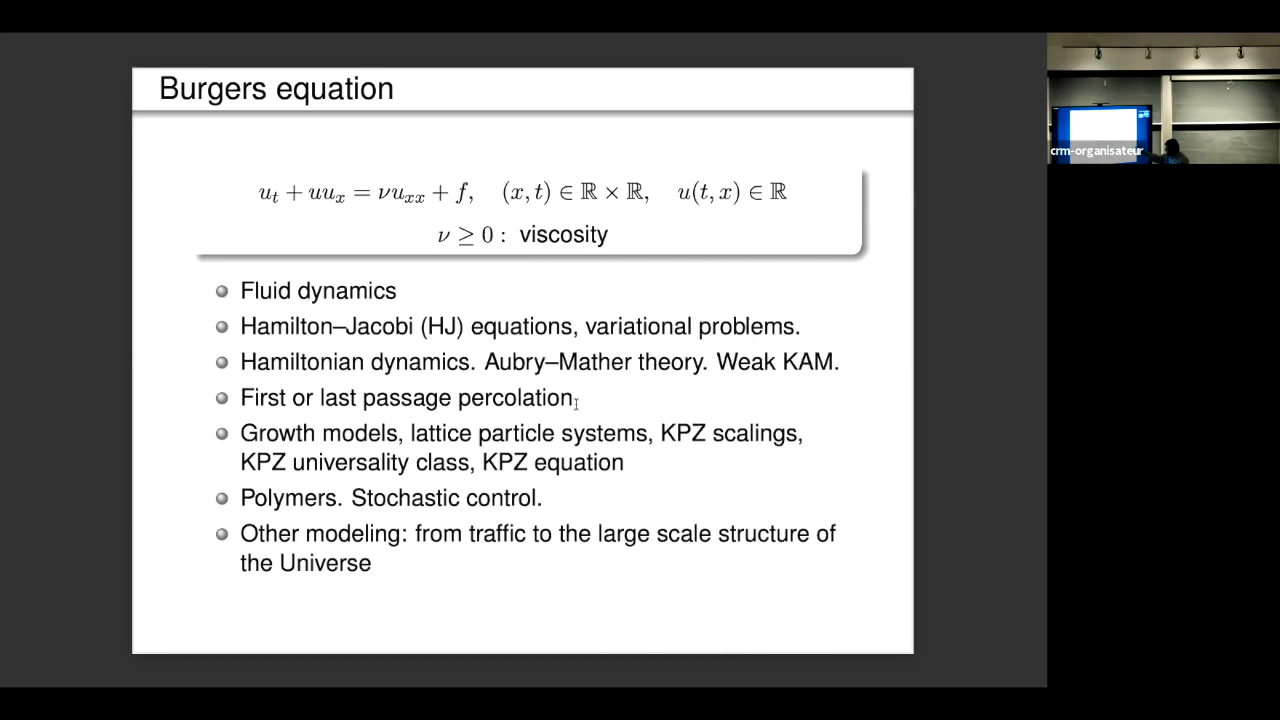 Burgers equation
u_t + uu_x = νu_xx + f, (x, t) ∈ ℝ × ℝ, u(t, x) ∈ ℝ
ν ≥ 0 : viscosity
Fluid dynamics
Hamilton–Jacobi (HJ) equations, variational problems.
Hamiltonian dynamics. Aubry–Mather theory. Weak KAM.
First or last passage percolation.
Growth models, lattice particle systems, KPZ scalings,
KPZ universality class, KPZ equation
Polymers. Stochastic control.
Other modeling: from traffic to the large scale structure of
the Universe
crm-organisateur